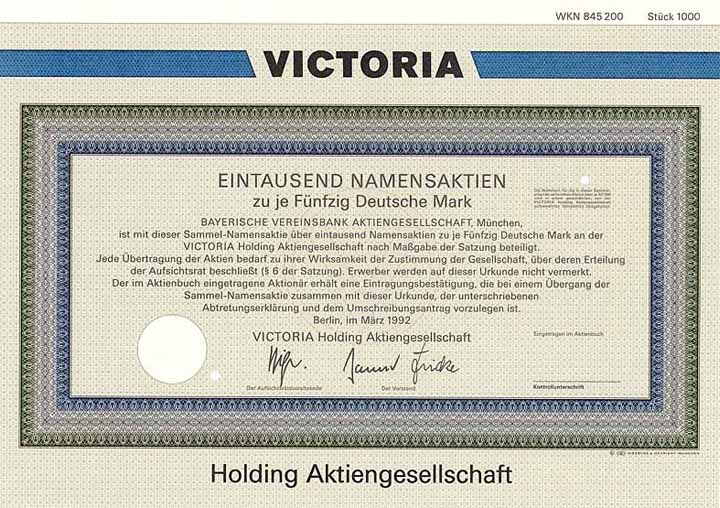 WKN 845 200 Stück 1000
VICTORIA
EINTAUSEND NAMENSAKTIEN
zu je Fünfzig Deutsche Mark
BAYERISCHE VEREINSBANK AKTIENGESELLSCHAFT, München,
ist mit dieser Sammel-Namensaktie über eintausend Namensaktien zu je Fünfzig Deutsche Mark an der
VICTORIA Holding Aktiengesellschaft nach Maßgabe der Satzung beteiligt.
Jede Übertragung der Aktien bedarf zu ihrer Wirksamkeit der Zustimmung der Gesellschaft, über deren Erteilung
der Aufsichtsrat beschließt (§ 6 der Satzung). Erwerber werden auf dieser Urkunde nicht vermerkt.
Der im Aktienbuch eingetragene Aktionär erhält eine Eintragungsbestätigung, die bei einem Übergang der
Sammel-Namensaktie zusammen mit dieser Urkunde, der unterschriebenen
Abtretungserklärung und dem Umschreibungsantrag vorzulegen ist.
Berlin, im März 1992
VICTORIA Holding Aktiengesellschaft
Eingetragen im Aktienbuch
Der Aufsichtsratsvorsitzende Der Vorstand
Kontrollunterschrift
Holding Aktiengesellschaft